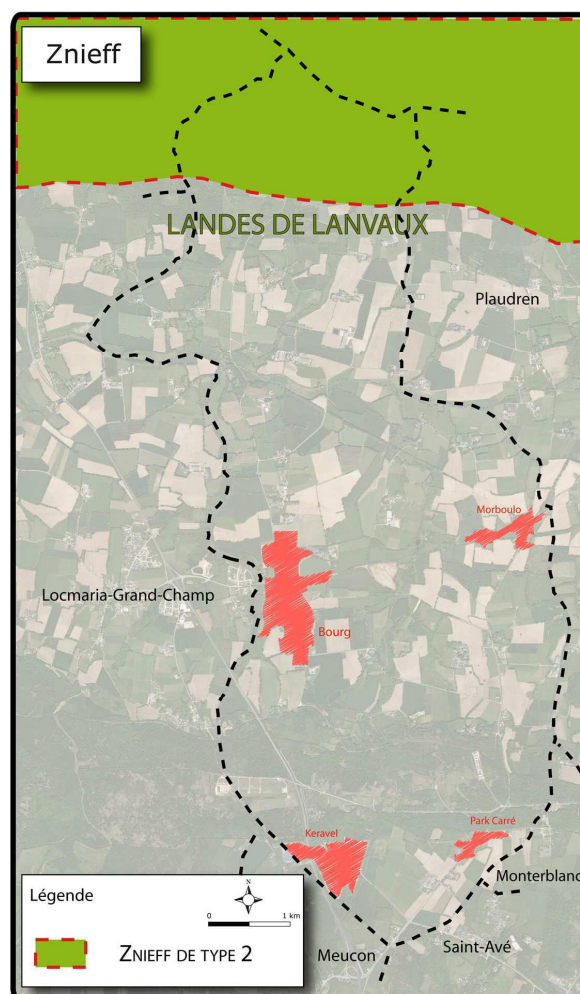 Znieff
LANDES DE LANVAUX
Plaudren
Morboulo
Locmaria-Grand-Champ
Bourg
Park Carré
Keravel
Monterblanc
Légende
N
0 1 km
ZNIEFF DE TYPE 2
Meucon
Saint-Avé